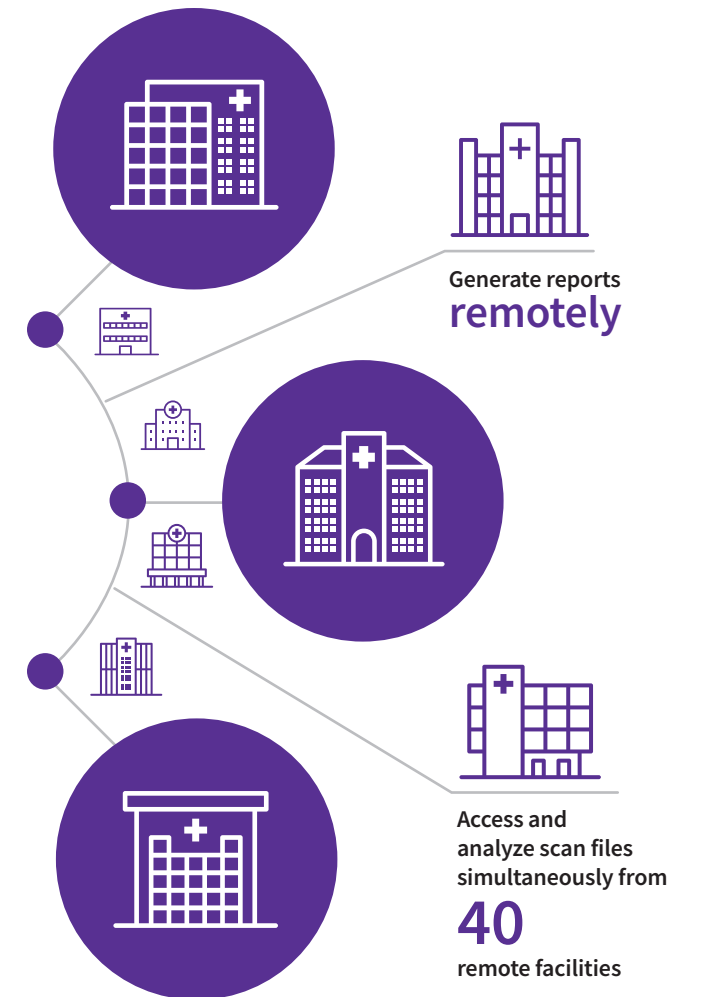 Generate reports
remotely
Access and
analyze scan files
simultaneously from
40
remote facilities